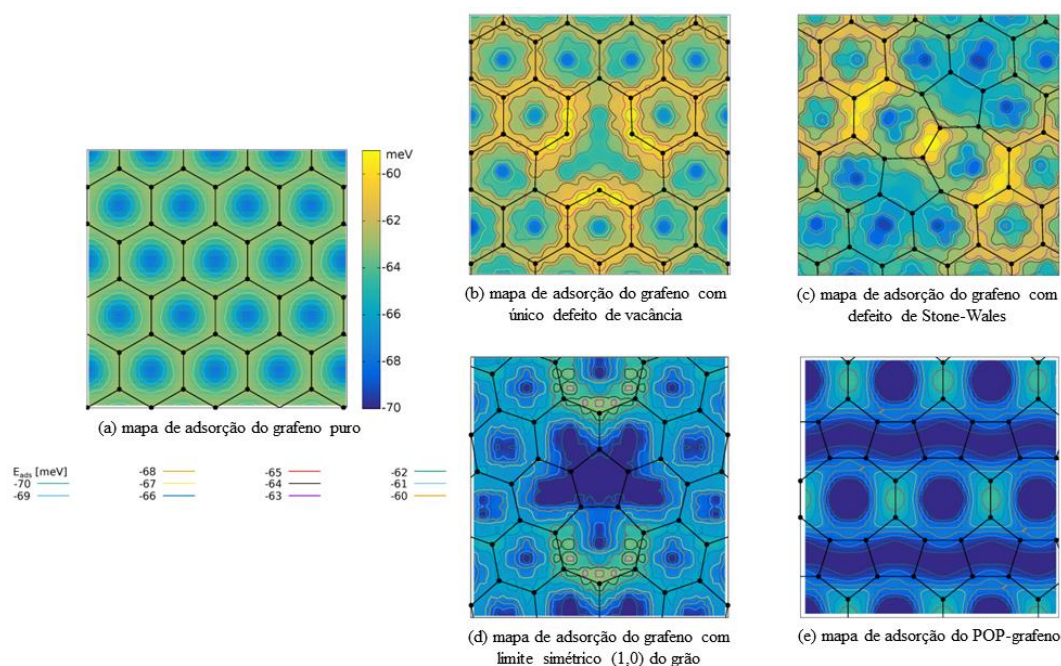 meV
-60
-62
-64
-66
-68
-70
(a) mapa de adsorção do grafeno puro
E_ads [meV]
-70
-69
-68
-67
-66
-65
-64
-63
-62
-61
-60
(b) mapa de adsorção do grafeno com
único defeito de vacância
(c) mapa de adsorção do grafeno com
defeito de Stone-Wales
(d) mapa de adsorção do grafeno com
limite simétrico (1,0) do grão
(e) mapa de adsorção do POP-grafeno